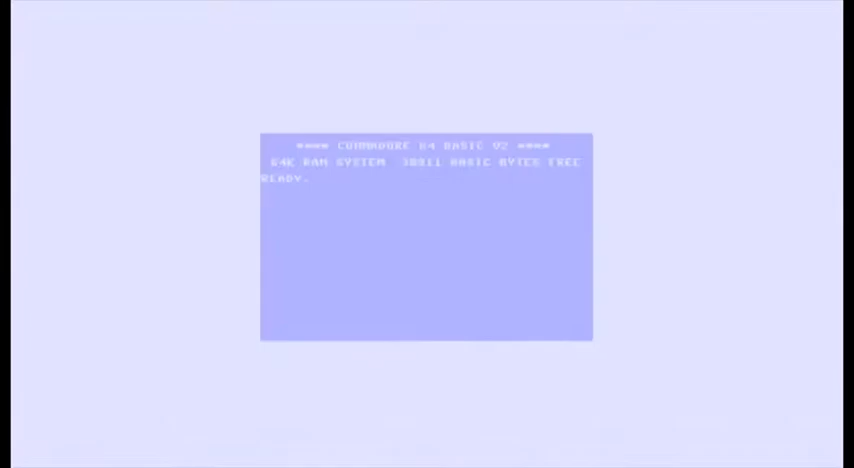 **** COMMODORE 64 BASIC V2 ****
64K RAM SYSTEM 38911 BASIC BYTES FREE
READY.